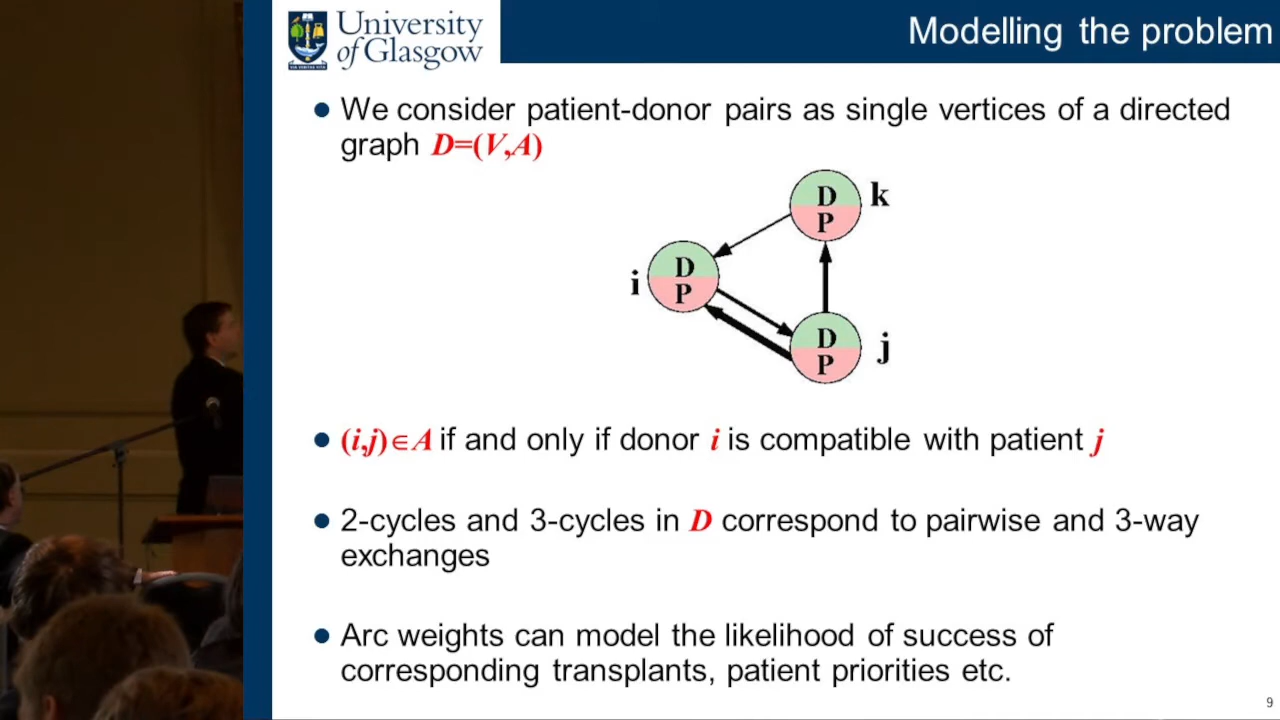 University
of Glasgow
Modelling the problem
● We consider patient-donor pairs as single vertices of a directed
graph D=(V,A)
D
P
k
i
D
P
D
P
j
● (i,j)∈A if and only if donor i is compatible with patient j
● 2-cycles and 3-cycles in D correspond to pairwise and 3-way
exchanges
● Arc weights can model the likelihood of success of
corresponding transplants, patient priorities etc.
9